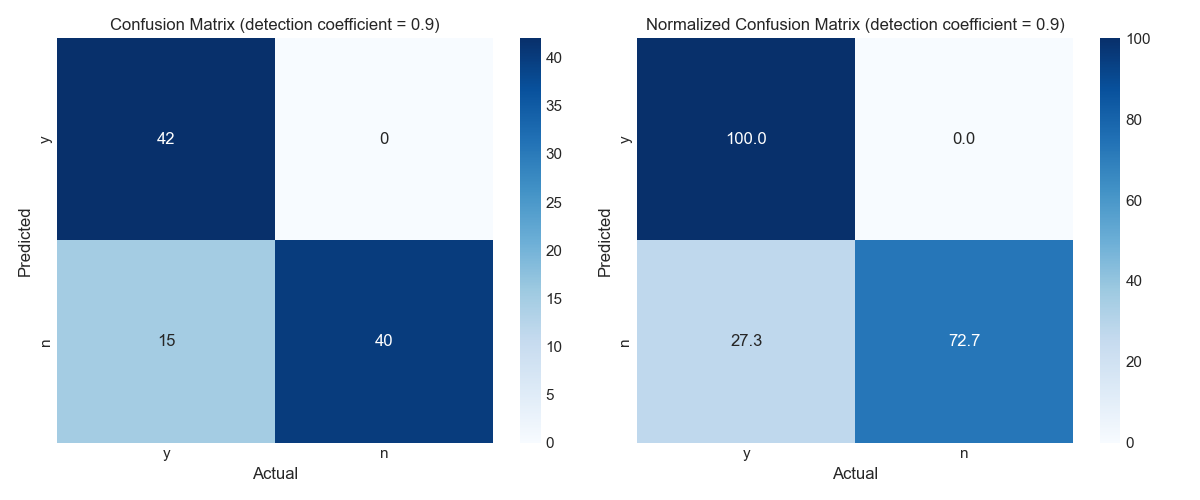 Confusion Matrix (detection coefficient = 0.9)
y
n
Predicted
42
0
15
40
y
n
Actual
40
35
30
25
20
15
10
5
0
Normalized Confusion Matrix (detection coefficient = 0.9)
y
n
Predicted
100.0
0.0
27.3
72.7
y
n
Actual
100
80
60
40
20
0